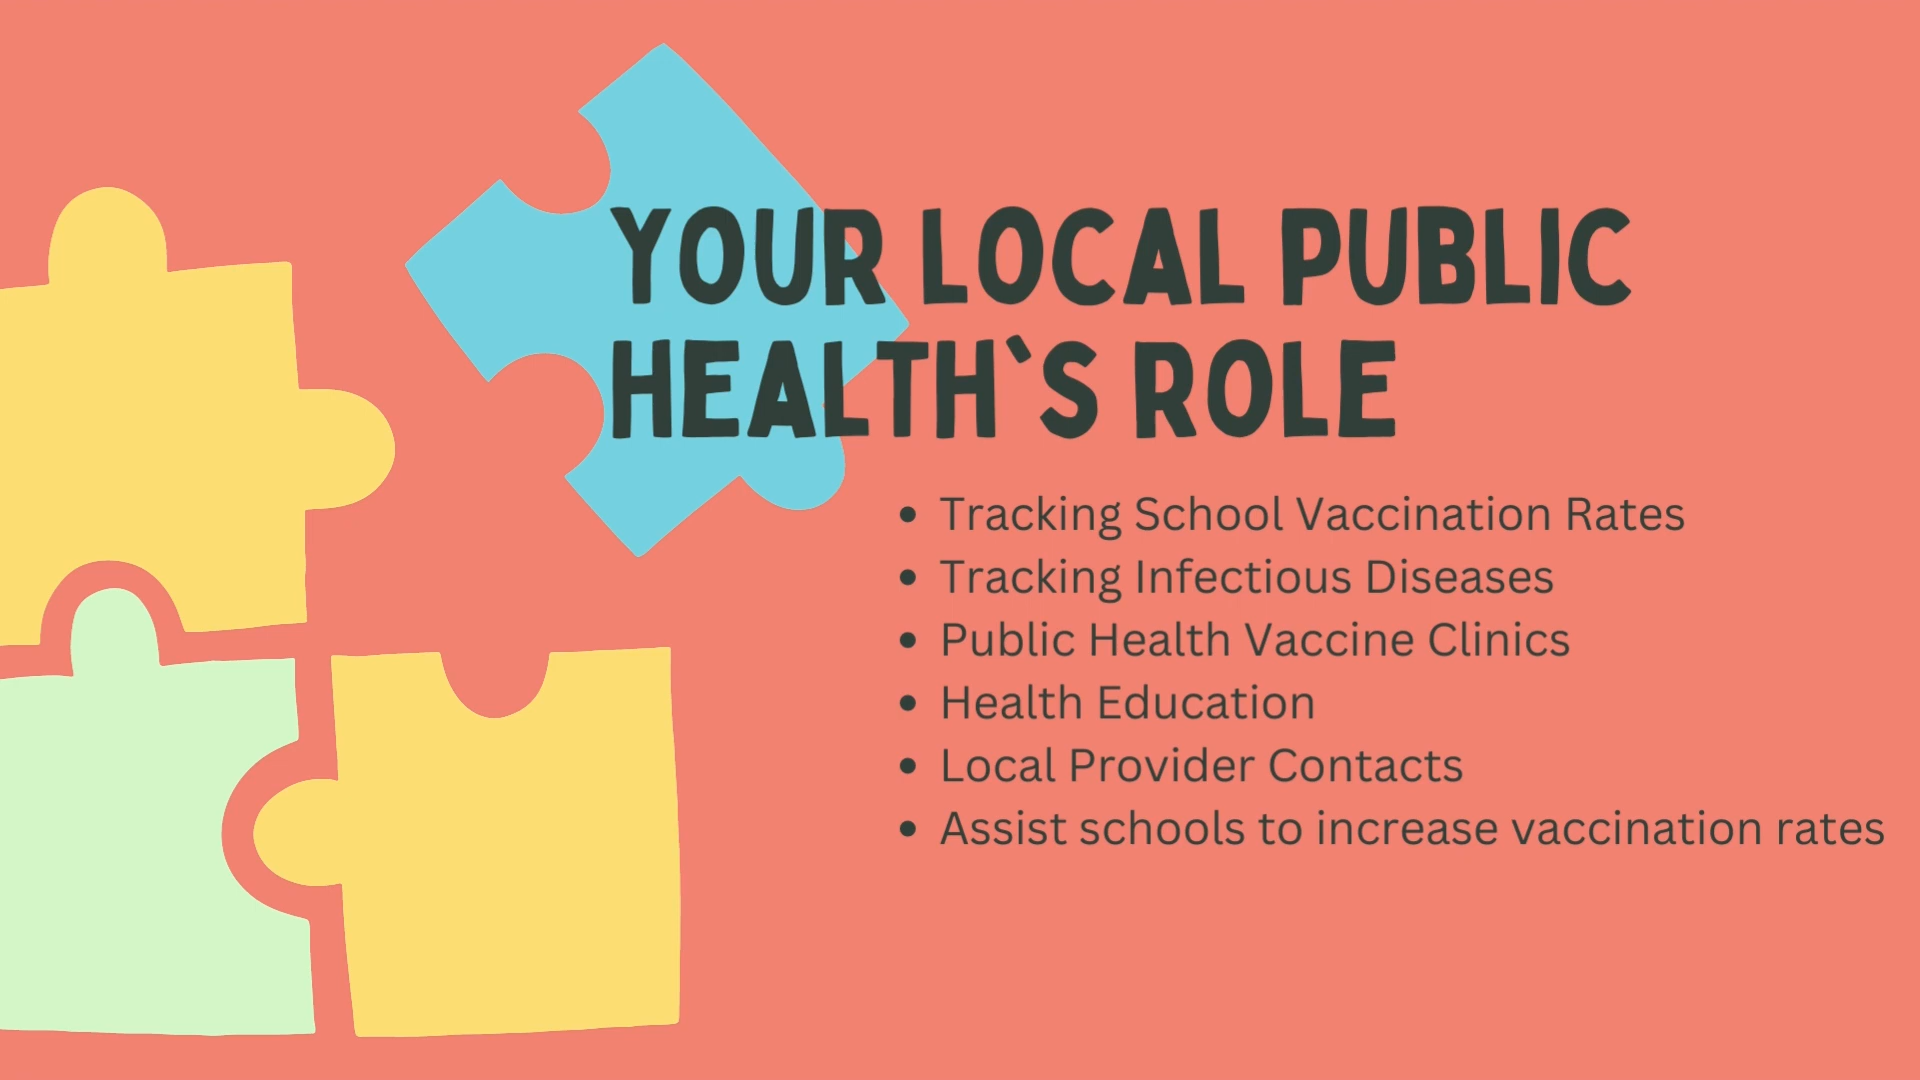 YOUR LOCAL PUBLIC
HEALTH`S ROLE
• Tracking School Vaccination Rates
• Tracking Infectious Diseases
• Public Health Vaccine Clinics
• Health Education
• Local Provider Contacts
• Assist schools to increase vaccination rates